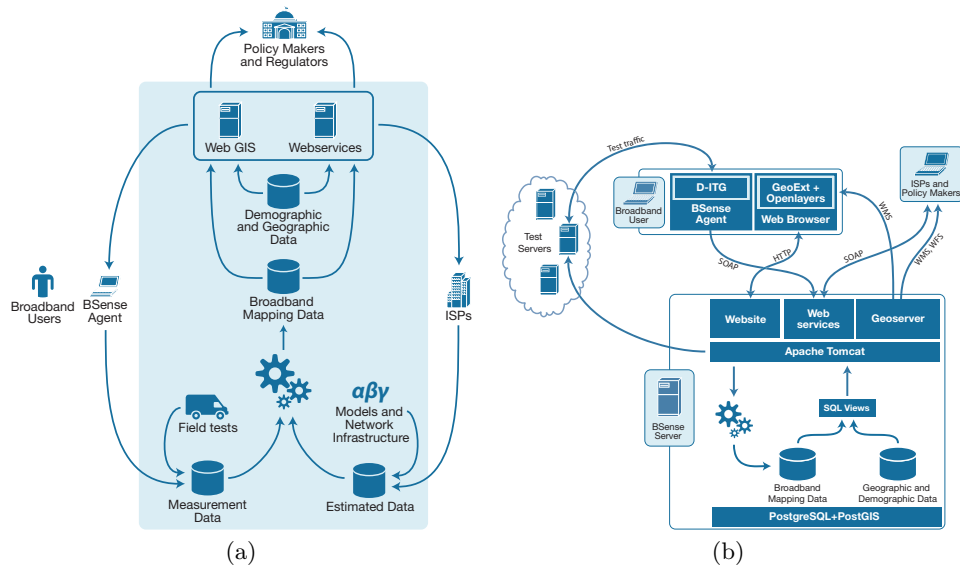 Policy Makers
and Regulators
Web GIS
Webservices
Demographic
and Geographic
Data
Broadband
Users
BSense
Agent
Broadband
Mapping Data
ISPs
αβγ
Models and
Network
Infrastructure
Field tests
Measurement
Data
Estimated Data
(a)
Test traffic
D-ITG
BSense
Agent
GeoExt +
Openlayers
Web Browser
Broadband
User
ISPs and
Policy Makers
Test
Servers
WMS
SOAP
HTTP
SOAP
WMS, WFS
Website
Web
services
Geoserver
Apache Tomcat
BSense
Server
SQL Views
Broadband
Mapping Data
Geographic and
Demographic Data
PostgreSQL+PostGIS
(b)